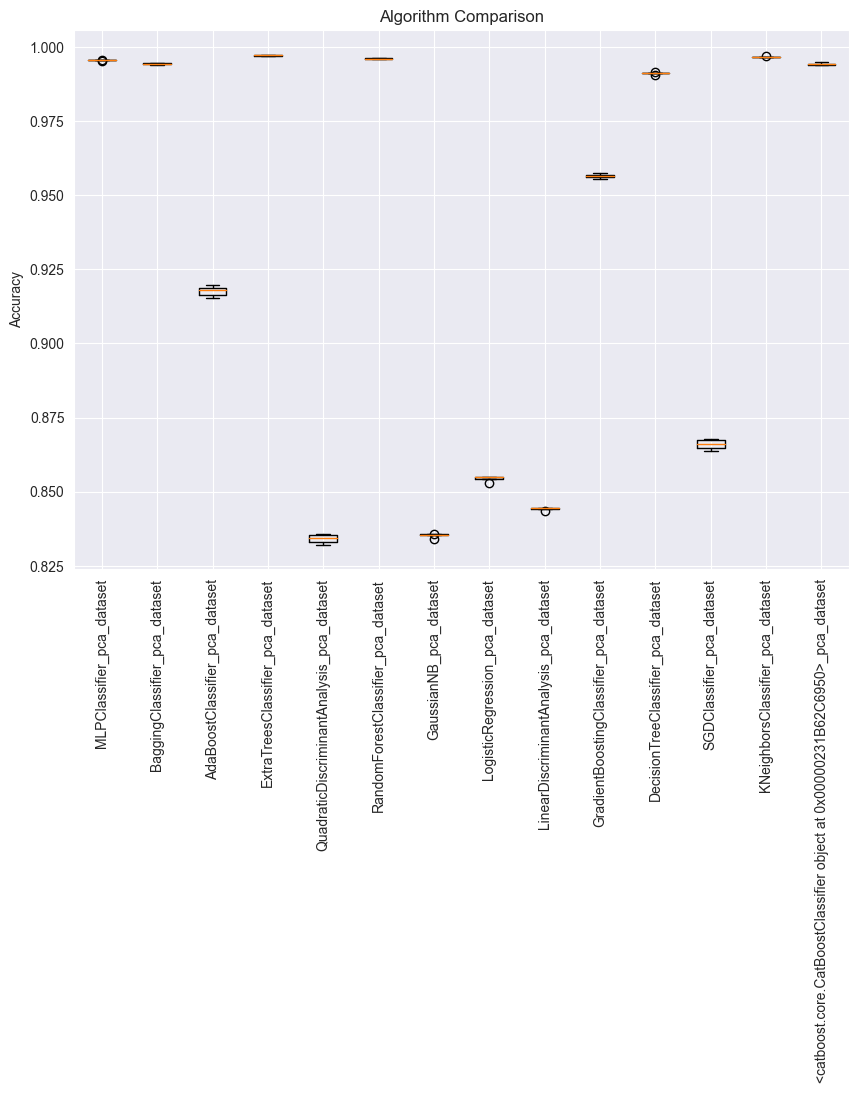 Algorithm Comparison
1.000
0.975
0.950
0.925
0.900
0.875
0.850
0.825
Accuracy
MLPClassifier_pca_dataset
BaggingClassifier_pca_dataset
AdaBoostClassifier_pca_dataset
ExtraTreesClassifier_pca_dataset
QuadraticDiscriminantAnalysis_pca_dataset
RandomForestClassifier_pca_dataset
GaussianNB_pca_dataset
LogisticRegression_pca_dataset
LinearDiscriminantAnalysis_pca_dataset
GradientBoostingClassifier_pca_dataset
DecisionTreeClassifier_pca_dataset
SGDClassifier_pca_dataset
KNeighborsClassifier_pca_dataset
<catboost.core.CatBoostClassifier object at 0x00000231B62C6950>_pca_dataset